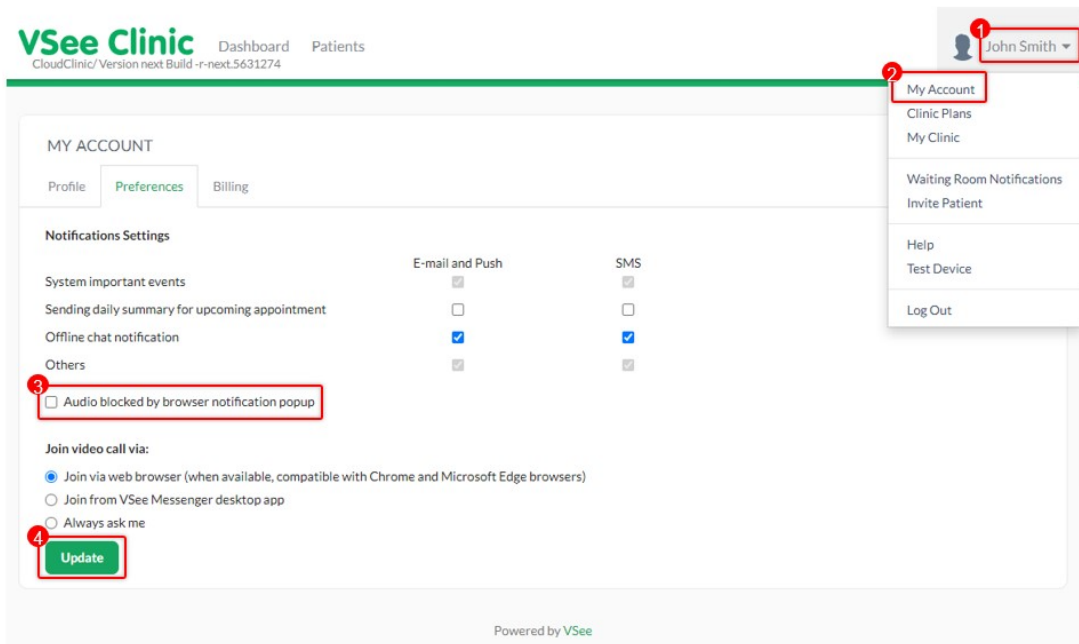 VSee Clinic Dashboard Patients
CloudClinic/ Version next Build -r-next.5631274
1
John Smith
2
My Account
Clinic Plans
My Clinic
Waiting Room Notifications
Invite Patient
Help
Test Device
Log Out
MY ACCOUNT
Profile Preferences Billing
Notifications Settings
E-mail and Push SMS
System important events
Sending daily summary for upcoming appointment
Offline chat notification
Others
3
Audio blocked by browser notification popup
Join video call via:
Join via web browser (when available, compatible with Chrome and Microsoft Edge browsers)
Join from VSee Messenger desktop app
Always ask me
4
Update
Powered by VSee